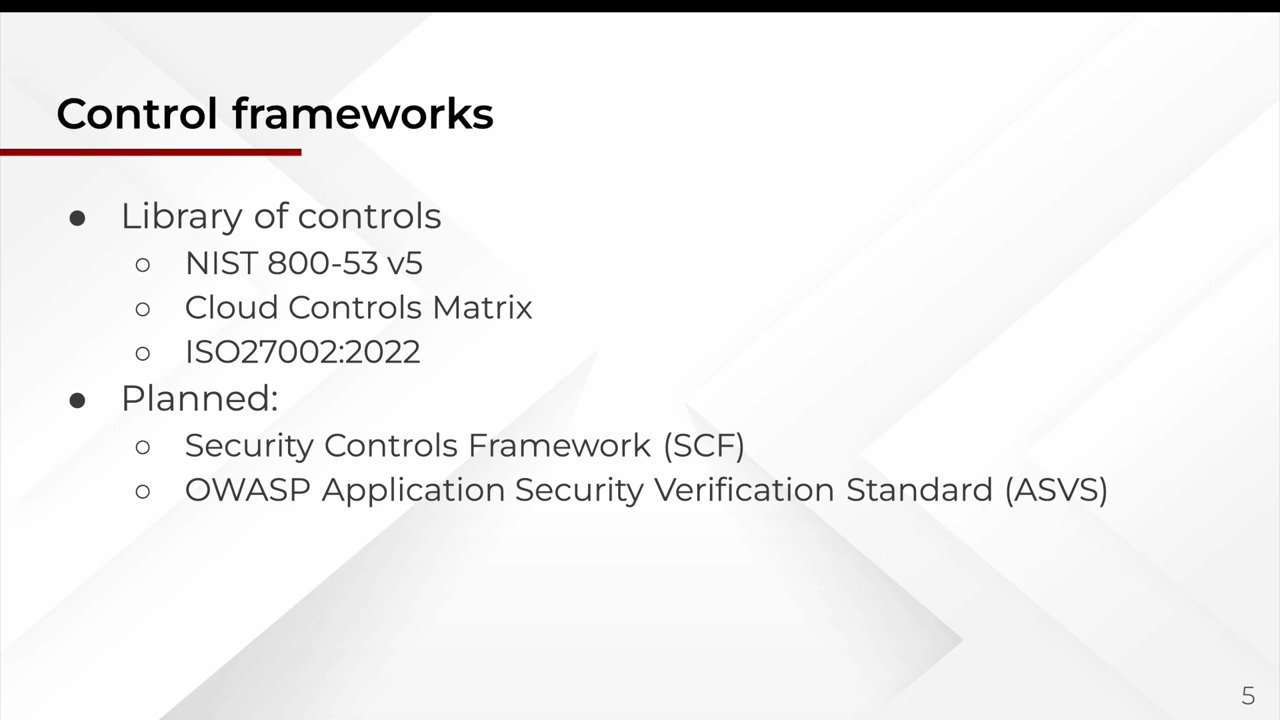 Control frameworks
● Library of controls
○ NIST 800-53 v5
○ Cloud Controls Matrix
○ ISO27002:2022
● Planned:
○ Security Controls Framework (SCF)
○ OWASP Application Security Verification Standard (ASVS)
5